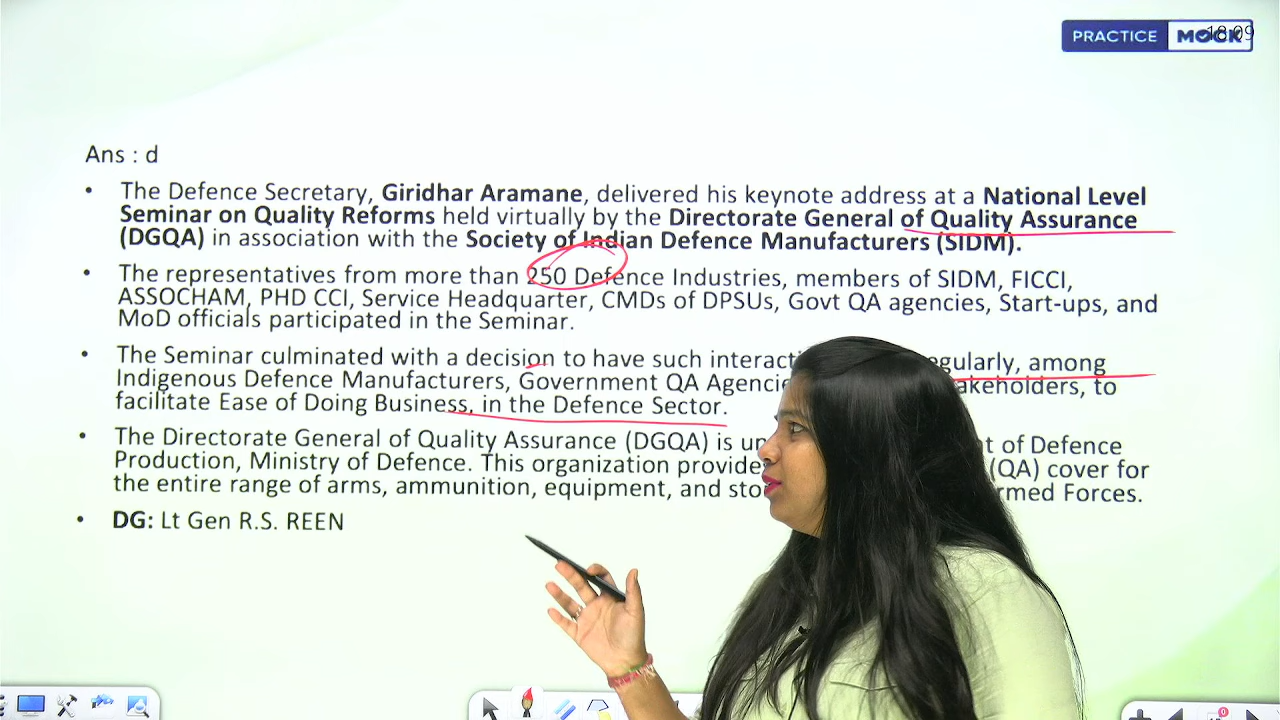 PRACTICE MOCK
18:09
Ans : d
• The Defence Secretary, Giridhar Aramane, delivered his keynote address at a National Level
Seminar on Quality Reforms held virtually by the Directorate General of Quality Assurance
(DGQA) in association with the Society of Indian Defence Manufacturers (SIDM).
• The representatives from more than 250 Defence Industries, members of SIDM, FICCI,
ASSOCHAM, PHD CCI, Service Headquarter, CMDs of DPSUs, Govt QA agencies, Start-ups, and
MoD officials participated in the Seminar.
• The Seminar culminated with a decision to have such interacti gularly, among
Indigenous Defence Manufacturers, Government QA Agencie akeholders, to
facilitate Ease of Doing Business, in the Defence Sector.
• The Directorate General of Quality Assurance (DGQA) is un t of Defence
Production, Ministry of Defence. This organization provide (QA) cover for
the entire range of arms, ammunition, equipment, and sto rmed Forces.
• DG: Lt Gen R.S. REEN
0